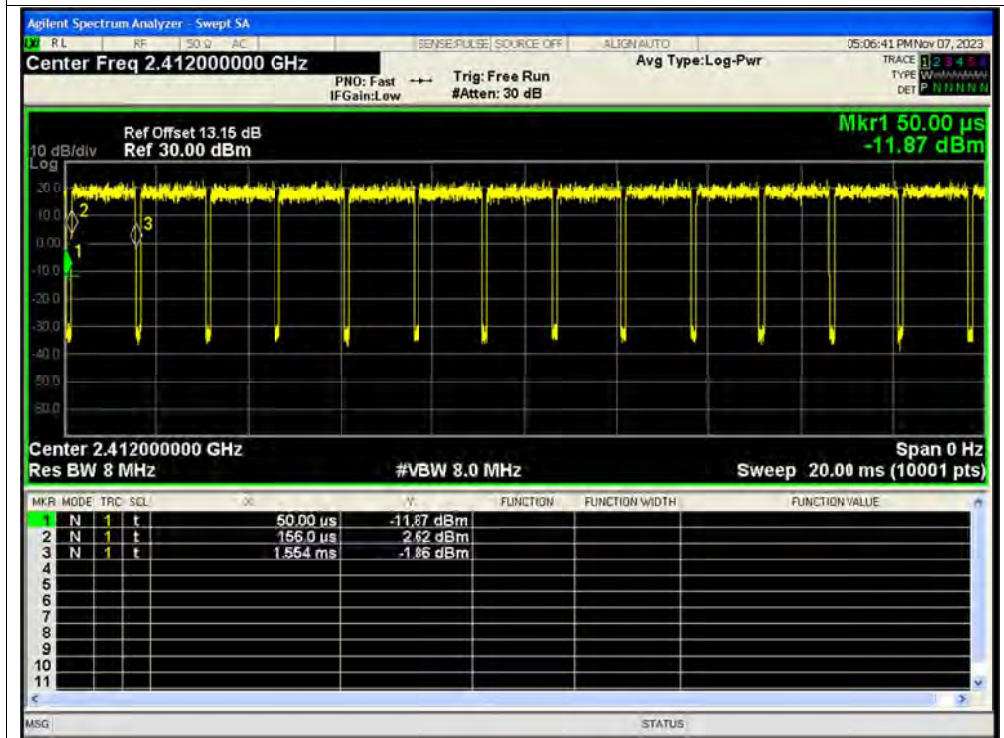 Agilent Spectrum Analyzer - Swept SA
RL RF 50 Ω AC SENSE:PULSE SOURCE OFF ALIGN AUTO 05:06:41 PM Nov 07, 2023
Center Freq 2.412000000 GHz
PNO: Fast Trig: Free Run
IFGain:Low #Atten: 30 dB
Avg Type: Log-Pwr
TRACE 1 2 3 4 5 6
TYPE W
DET P N N N N N
Mkr1 50.00 µs
-11.87 dBm
Ref Offset 13.15 dB
10 dB/div Ref 30.00 dBm
Log
20.0
10.0
0.00
-10.0
-20.0
-30.0
-40.0
-50.0
-60.0
2
3
1
Center 2.412000000 GHz Span 0 Hz
Res BW 8 MHz #VBW 8.0 MHz Sweep 20.00 ms (10001 pts)
MKR MODE TRC SCL X Y FUNCTION FUNCTION WIDTH FUNCTION VALUE
1 N 1 t 50.00 µs -11.87 dBm
2 N 1 t 156.0 µs 2.62 dBm
3 N 1 t 1.554 ms -1.86 dBm
4
5
6
7
8
9
10
11
MSG STATUS